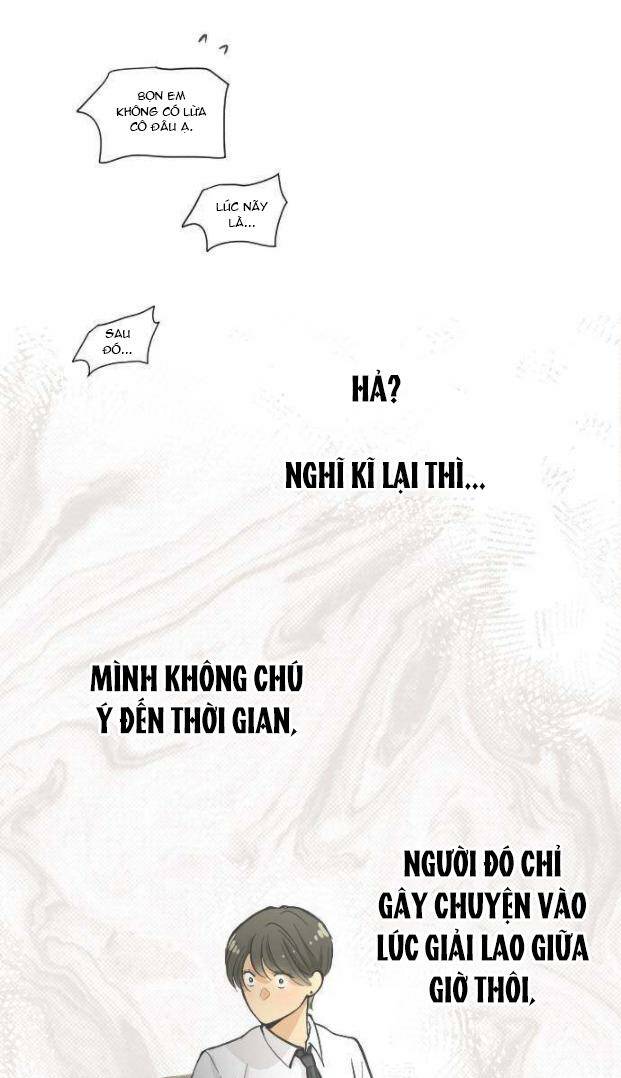 BỌN EM
KHÔNG CÓ LỪA
CÔ ĐÂU Ạ.
LÚC NÃY
LÀ...
SAU
ĐÓ...
HẢ?
NGHĨ KĨ LẠI THÌ...
MÌNH KHÔNG CHÚ
Ý ĐẾN THỜI GIAN,
NGƯỜI ĐÓ CHỈ
GÂY CHUYỆN VÀO
LÚC GIẢI LAO GIỮA
GIỜ THÔI,